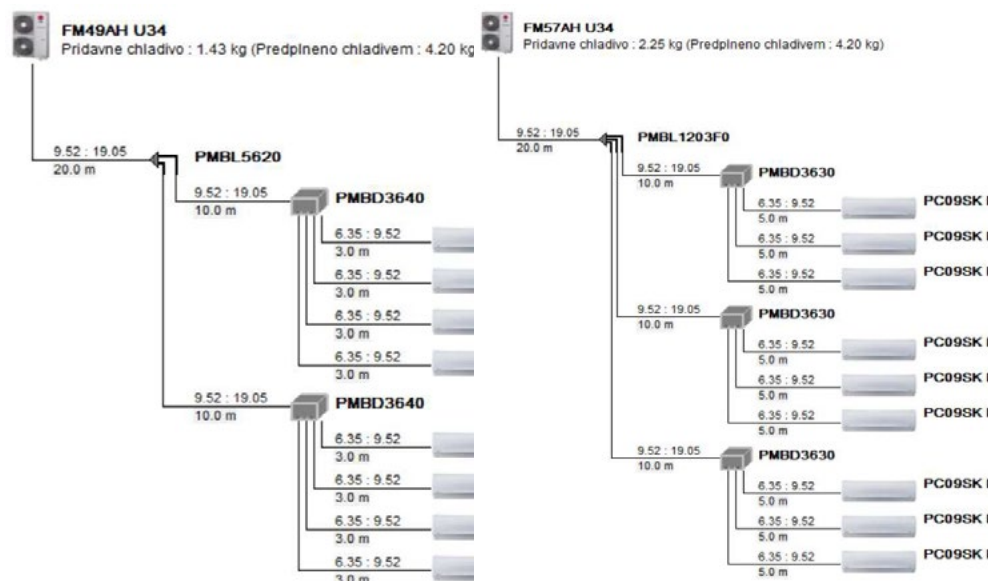 FM49AH U34
Pridavne chladivo : 1.43 kg (Predplneno chladivem : 4.20 kg
9.52 : 19.05
20.0 m
PMBL5620
9.52 : 19.05
10.0 m
PMBD3640
6.35 : 9.52
3.0 m
6.35 : 9.52
3.0 m
6.35 : 9.52
3.0 m
6.35 : 9.52
3.0 m
9.52 : 19.05
10.0 m
PMBD3640
6.35 : 9.52
3.0 m
6.35 : 9.52
3.0 m
6.35 : 9.52
3.0 m
6.35 : 9.52
3.0 m
FM57AH U34
Pridavne chladivo : 2.25 kg (Predplneno chladivem : 4.20 kg)
9.52 : 19.05
20.0 m
PMBL1203F0
9.52 : 19.05
10.0 m
PMBD3630
6.35 : 9.52
5.0 m
PC09SK
6.35 : 9.52
5.0 m
PC09SK
6.35 : 9.52
5.0 m
PC09SK
9.52 : 19.05
10.0 m
PMBD3630
6.35 : 9.52
5.0 m
PC09SK
6.35 : 9.52
5.0 m
PC09SK
6.35 : 9.52
5.0 m
PC09SK
9.52 : 19.05
10.0 m
PMBD3630
6.35 : 9.52
5.0 m
PC09SK
6.35 : 9.52
5.0 m
PC09SK
6.35 : 9.52
5.0 m
PC09SK